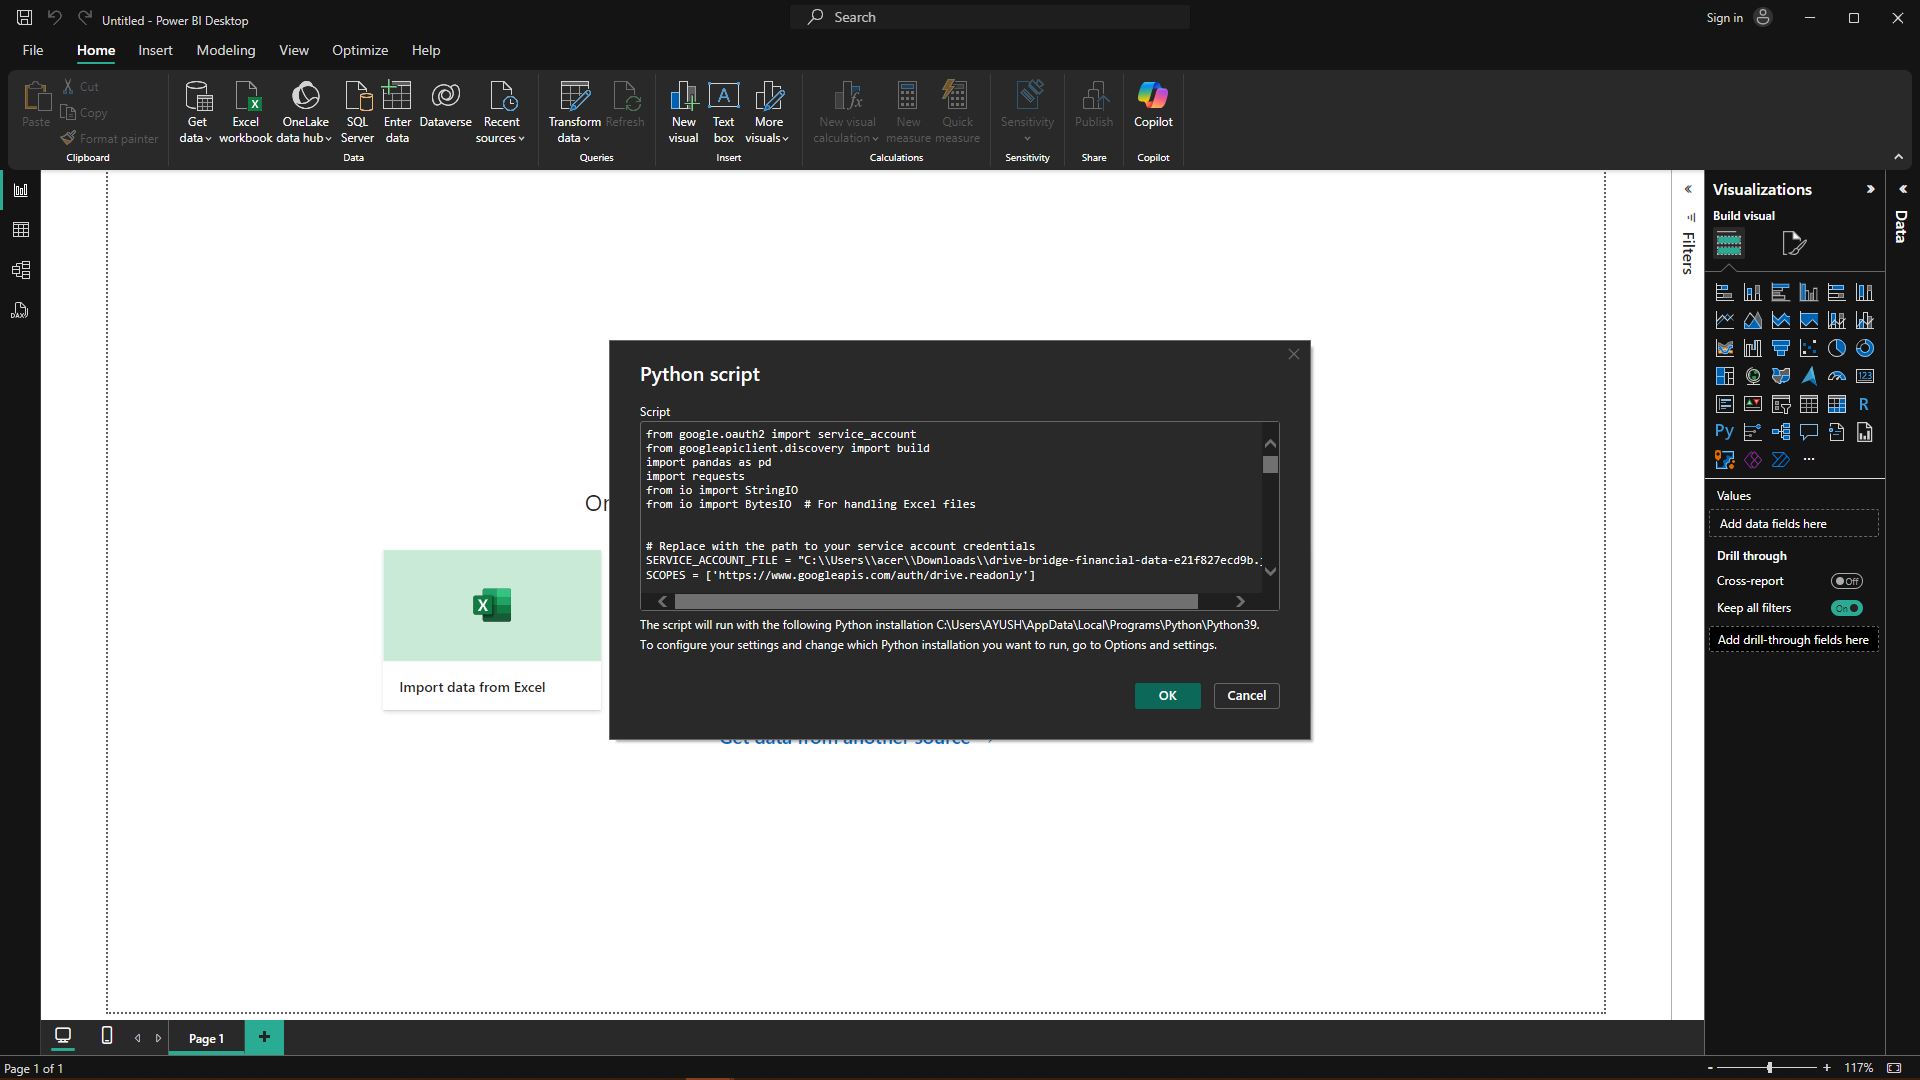 Untitled - Power BI Desktop
Search
Sign in
File
Home
Insert
Modeling
View
Optimize
Help
Paste
Cut
Copy
Format painter
Clipboard
Get data
Excel workbook
OneLake data hub
SQL Server
Enter data
Dataverse
Recent sources
Data
Transform data
Refresh
Queries
New visual
Text box
More visuals
Insert
New visual calculation
New measure
Quick measure
Calculations
Sensitivity
Sensitivity
Publish
Share
Copilot
Copilot
DAX
Import data from Excel
Get data from another source
Python script
Script
from google.oauth2 import service_account
from googleapiclient.discovery import build
import pandas as pd
import requests
from io import StringIO
from io import BytesIO  # For handling Excel files
# Replace with the path to your service account credentials
SERVICE_ACCOUNT_FILE = "C:\\Users\\acer\\Downloads\\drive-bridge-financial-data-e21f827ecd9b.
SCOPES = ['https://www.googleapis.com/auth/drive.readonly']
The script will run with the following Python installation C:\Users\AYUSH\AppData\Local\Programs\Python\Python39.
To configure your settings and change which Python installation you want to run, go to Options and settings.
OK
Cancel
Filters
Visualizations
Build visual
123
R
Py
Values
Add data fields here
Drill through
Cross-report
Off
Keep all filters
On
Add drill-through fields here
Data
Page 1
Page 1 of 1
117%